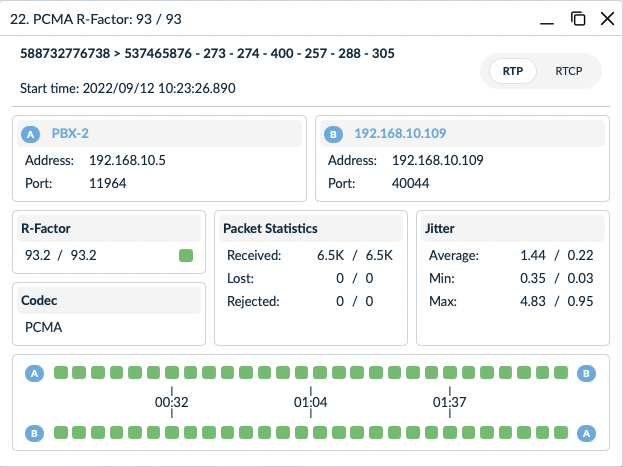 22. PCMA R-Factor: 93 / 93
588732776738 > 537465876 - 273 - 274 - 400 - 257 - 288 - 305
Start time: 2022/09/12 10:23:26.890
RTP RTCP
A PBX-2
Address: 192.168.10.5
Port: 11964
B 192.168.10.109
Address: 192.168.10.109
Port: 40044
R-Factor
93.2 / 93.2
Codec
PCMA
Packet Statistics
Received: 6.5K / 6.5K
Lost: 0 / 0
Rejected: 0 / 0
Jitter
Average: 1.44 / 0.22
Min: 0.35 / 0.03
Max: 4.83 / 0.95
A B
00:32 01:04 01:37
B A